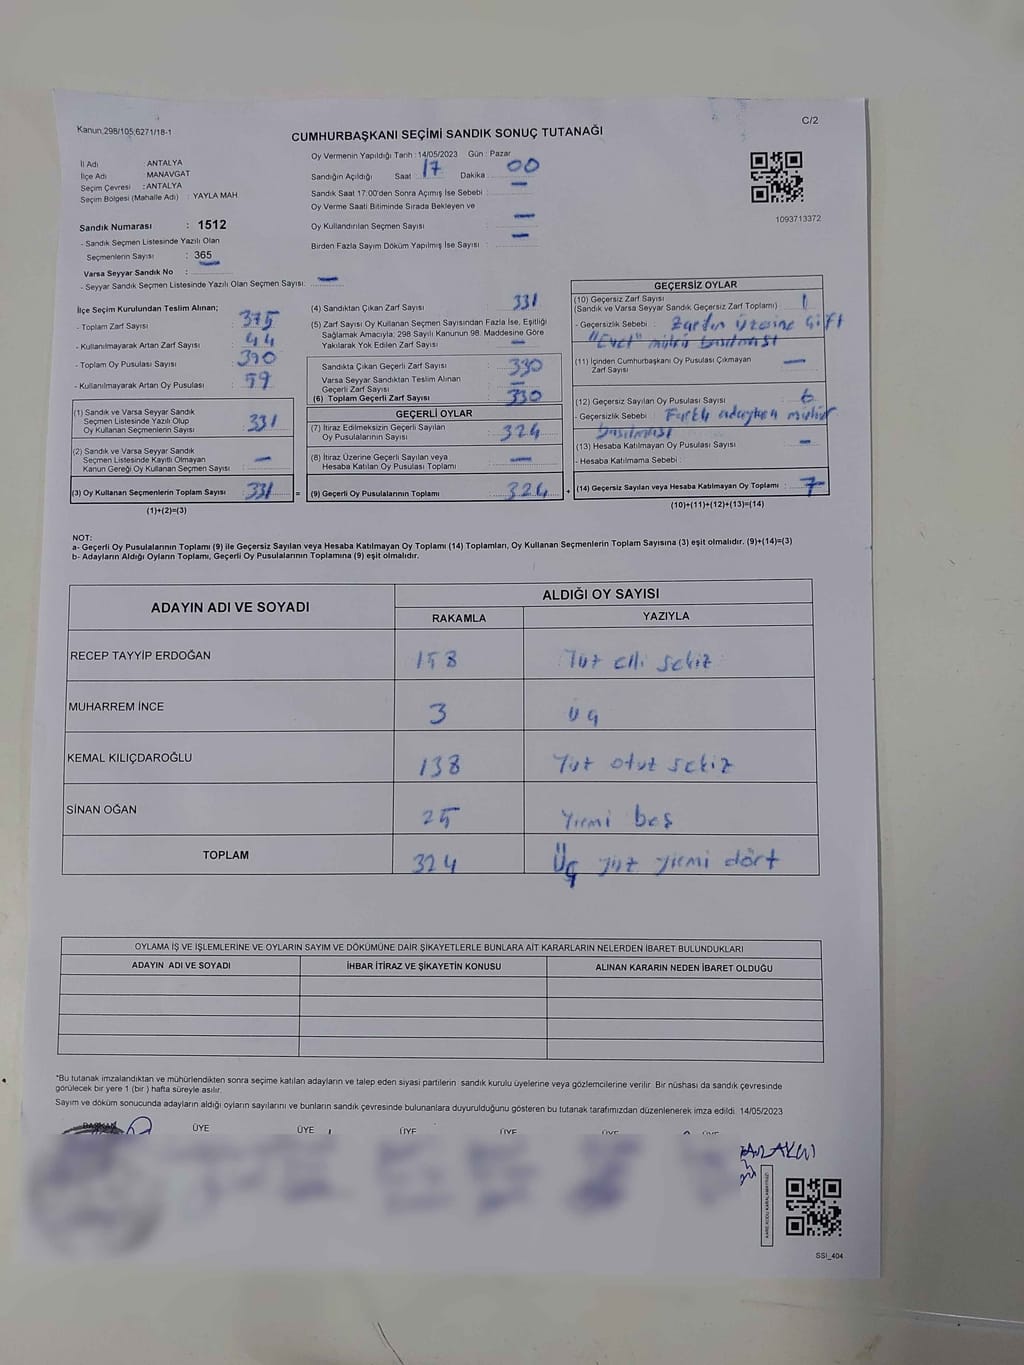 Kanun,298/105,6271/18-1
C/2
CUMHURBAŞKANI SEÇİMİ SANDIK SONUÇ TUTANAĞI
İl Adı : ANTALYA
İlçe Adı : MANAVGAT
Seçim Çevresi : ANTALYA
Seçim Bölgesi (Mahalle Adı) : YAYLA MAH
Sandık Numarası : 1512
- Sandık Seçmen Listesinde Yazılı Olan
Seçmenlerin Sayısı : 365
Varsa Seyyar Sandık No :
- Seyyar Sandık Seçmen Listesinde Yazılı Olan Seçmen Sayısı: —
Oy Vermenin Yapıldığı Tarih : 14/05/2023 Gün : Pazar
Sandığın Açıldığı Saat : 17 Dakika : 00
Sandık Saat 17:00'den Sonra Açımış İse Sebebi : —
Oy Verme Saati Bitiminde Sırada Bekleyen ve
Oy Kullandırılan Seçmen Sayısı : —
Birden Fazla Sayım Döküm Yapılmış İse Sayısı : —
1093713372
İlçe Seçim Kurulundan Teslim Alınan;
- Toplam Zarf Sayısı : 375
- Kullanılmayarak Artan Zarf Sayısı : 44
- Toplam Oy Pusulası Sayısı : 390
- Kullanılmayarak Artan Oy Pusulası : 59
(1) Sandık ve Varsa Seyyar Sandık
Seçmen Listesinde Yazılı Olup
Oy Kullanan Seçmenlerin Sayısı : 331
(2) Sandık ve Varsa Seyyar Sandık
Seçmen Listesinde Kayıtlı Olmayan
Kanun Gereği Oy Kullanan Seçmen Sayısı : —
(3) Oy Kullanan Seçmenlerin Toplam Sayısı : 331 =
(1)+(2)=(3)
(4) Sandıktan Çıkan Zarf Sayısı : 331
(5) Zarf Sayısı Oy Kullanan Seçmen Sayısından Fazla İse, Eşitliği
Sağlamak Amacıyla; 298 Sayılı Kanunun 98. Maddesine Göre
Yakılarak Yok Edilen Zarf Sayısı : —
Sandıkta Çıkan Geçerli Zarf Sayısı : 330
Varsa Seyyar Sandıktan Teslim Alınan
Geçerli Zarf Sayısı : —
(6) Toplam Geçerli Zarf Sayısı : 330
GEÇERLİ OYLAR
(7) İtiraz Edilmeksizin Geçerli Sayılan
Oy Pusulalarının Sayısı : 324
(8) İtiraz Üzerine Geçerli Sayılan veya
Hesaba Katılan Oy Pusulası Toplamı : —
(9) Geçerli Oy Pusulalarının Toplamı : 324 +
GEÇERSİZ OYLAR
(10) Geçersiz Zarf Sayısı : 1
(Sandık ve Varsa Seyyar Sandık Geçersiz Zarf Toplamı)
- Geçersizlik Sebebi : Zarfın üzerine Çift
"Evet" mührü basılması
(11) İçinden Cumhurbaşkanı Oy Pusulası Çıkmayan
Zarf Sayısı : —
(12) Geçersiz Sayılan Oy Pusulası Sayısı : 6
- Geçersizlik Sebebi : Farklı adaylara mühür
basılması
(13) Hesaba Katılmayan Oy Pusulası Sayısı : —
- Hesaba Katılmama Sebebi :
(14) Geçersiz Sayılan veya Hesaba Katılmayan Oy Toplamı : 7
(10)+(11)+(12)+(13)=(14)
NOT:
a- Geçerli Oy Pusulalarının Toplamı (9) ile Geçersiz Sayılan veya Hesaba Katılmayan Oy Toplamı (14) Toplamları, Oy Kullanan Seçmenlerin Toplam Sayısına (3) eşit olmalıdır. (9)+(14)=(3)
b- Adayların Aldığı Oyların Toplamı, Geçerli Oy Pusulalarının Toplamına (9) eşit olmalıdır.
ADAYIN ADI VE SOYADI ALDIĞI OY SAYISI
RAKAMLA YAZIYLA
RECEP TAYYİP ERDOĞAN 158 Yüz elli sekiz
MUHARREM İNCE 3 üç
KEMAL KILIÇDAROĞLU 138 Yüz otuz sekiz
SİNAN OĞAN 25 Yirmi beş
TOPLAM 324 Üç yüz yirmi dört
OYLAMA İŞ VE İŞLEMLERİNE VE OYLARIN SAYIM VE DÖKÜMÜNE DAİR ŞİKAYETLERLE BUNLARA AİT KARARLARIN NELERDEN İBARET BULUNDUKLARI
ADAYIN ADI VE SOYADI İHBAR İTİRAZ VE ŞİKAYETİN KONUSU ALINAN KARARIN NEDEN İBARET OLDUĞU
*Bu tutanak imzalandıktan ve mühürlendikten sonra seçime katılan adayların ve talep eden siyasi partilerin sandık kurulu üyelerine veya gözlemcilerine verilir. Bir nüshası da sandık çevresinde
görülecek bir yere 1 (bir ) hafta süreyle asılır.
Sayım ve döküm sonucunda adayların aldığı oyların sayılarını ve bunların sandık çevresinde bulunanlara duyurulduğunu gösteren bu tutanak tarafımızdan düzenlenerek imza edildi. 14/05/2023
BAŞKAN ÜYE ÜYE ÜYE ÜYE ÜYE ÜYE
KARE KODU KARALAMAYINIZ
SSI_404